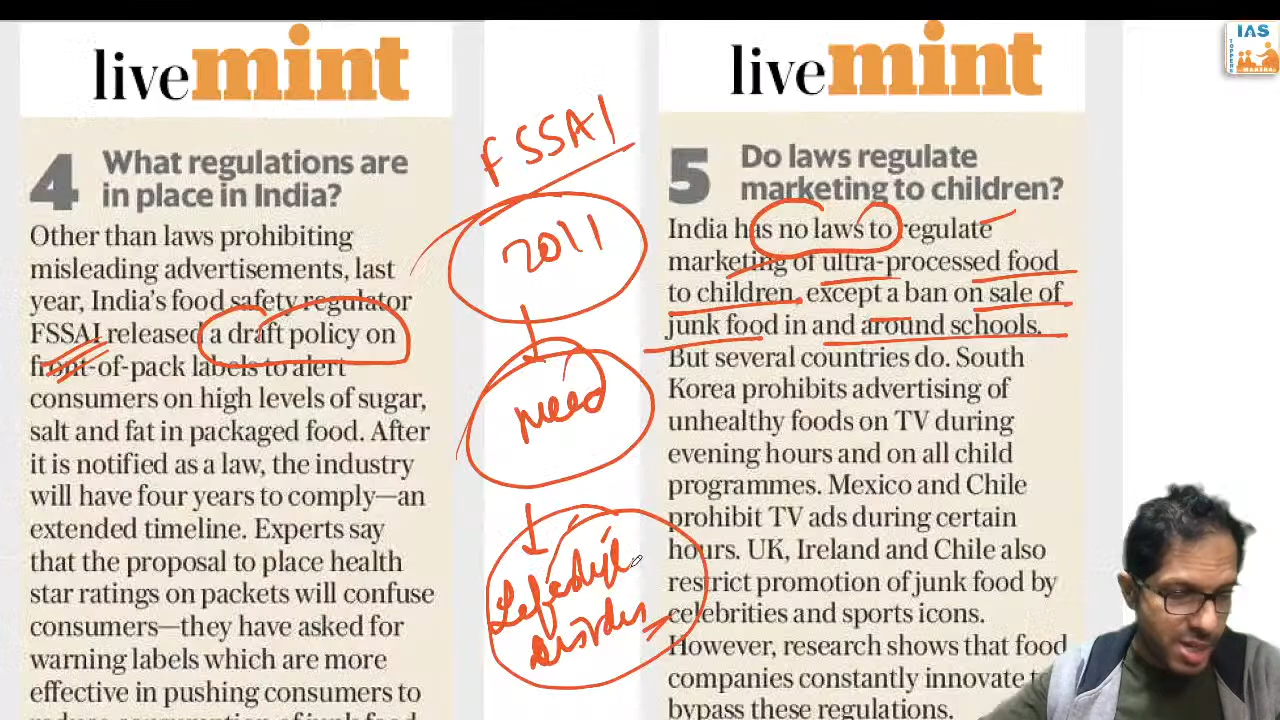 livemint
4 What regulations are
in place in India?
Other than laws prohibiting
misleading advertisements, last
year, India's food safety regulator
FSSAI released a draft policy on
front-of-pack labels to alert
consumers on high levels of sugar,
salt and fat in packaged food. After
it is notified as a law, the industry
will have four years to comply—an
extended timeline. Experts say
that the proposal to place health
star ratings on packets will confuse
consumers—they have asked for
warning labels which are more
effective in pushing consumers to
FSSAI
2011
need
Lifestyle
disorders
livemint
5 Do laws regulate
marketing to children?
India has no laws to regulate
marketing of ultra-processed food
to children, except a ban on sale of
junk food in and around schools.
But several countries do. South
Korea prohibits advertising of
unhealthy foods on TV during
evening hours and on all child
programmes. Mexico and Chile
prohibit TV ads during certain
hours. UK, Ireland and Chile also
restrict promotion of junk food by
celebrities and sports icons.
However, research shows that food
companies constantly innovate
bypass these regulations.
IAS
TOPPERS
MANTRA